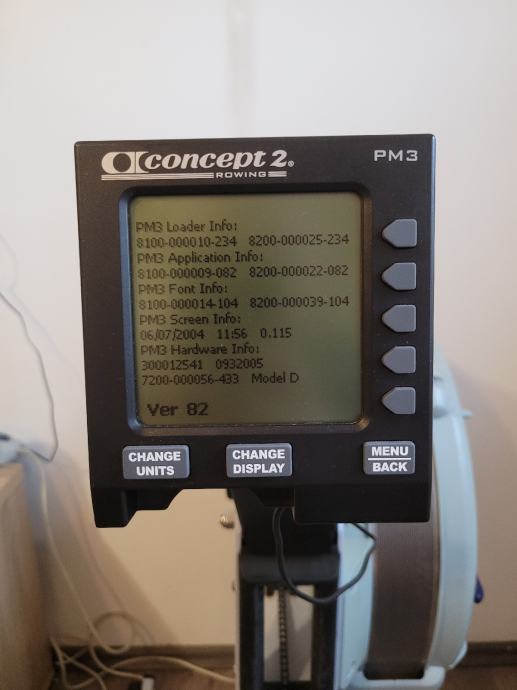 concept 2®
ROWING
PM3
PM3 Loader Info:
8100-000010-234 8200-000025-234
PM3 Application Info:
8100-000009-082 8200-000022-082
PM3 Font Info:
8100-000014-104 8200-000039-104
PM3 Screen Info:
06/07/2004 11:56 0.115
PM3 Hardware Info:
300012541 0932005
7200-000056-433 Model D
Ver 82
CHANGE
UNITS
CHANGE
DISPLAY
MENU
BACK